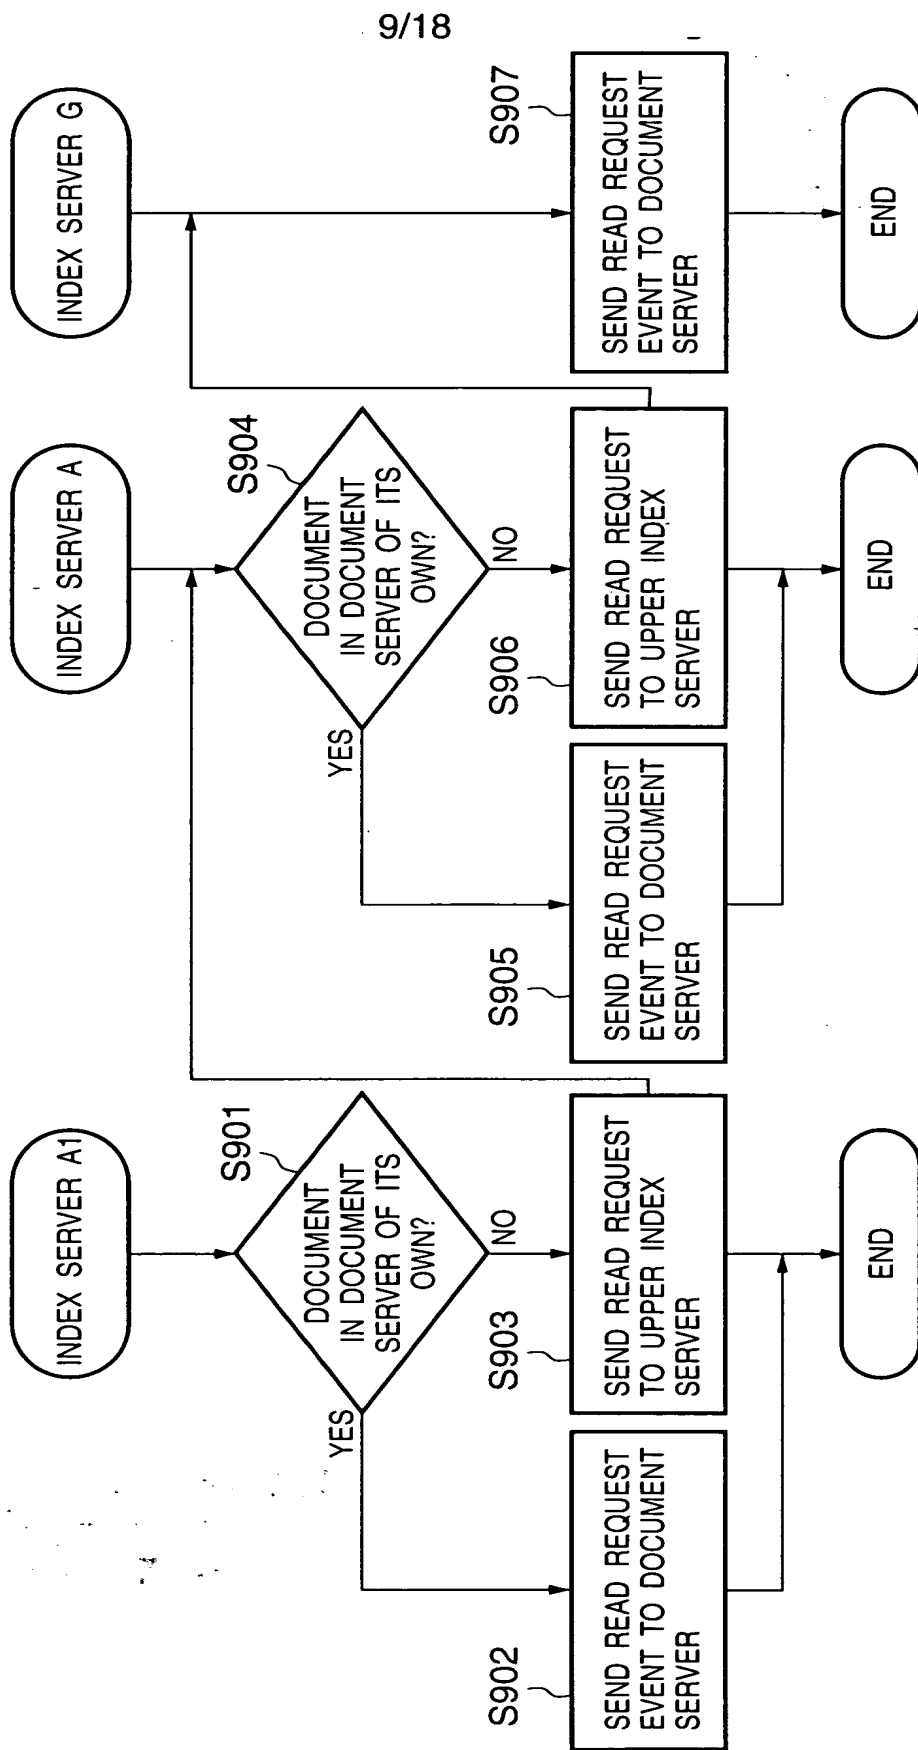 9/18
INDEX SERVER A1
S901
DOCUMENT
IN DOCUMENT
SERVER OF ITS
OWN?
YES
NO
S902
SEND READ REQUEST
EVENT TO DOCUMENT
SERVER
S903
SEND READ REQUEST
TO UPPER INDEX
SERVER
END
INDEX SERVER A
S904
DOCUMENT
IN DOCUMENT
SERVER OF ITS
OWN?
YES
NO
S905
SEND READ REQUEST
EVENT TO DOCUMENT
SERVER
S906
SEND READ REQUEST
TO UPPER INDEX
SERVER
END
INDEX SERVER G
S907
SEND READ REQUEST
EVENT TO DOCUMENT
SERVER
END